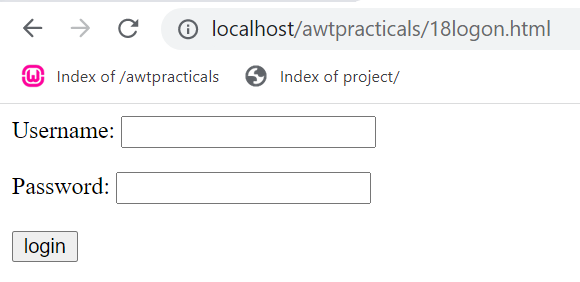 localhost/awtpracticals/18logon.html
Index of /awtpracticals Index of project/
Username:
Password:
login